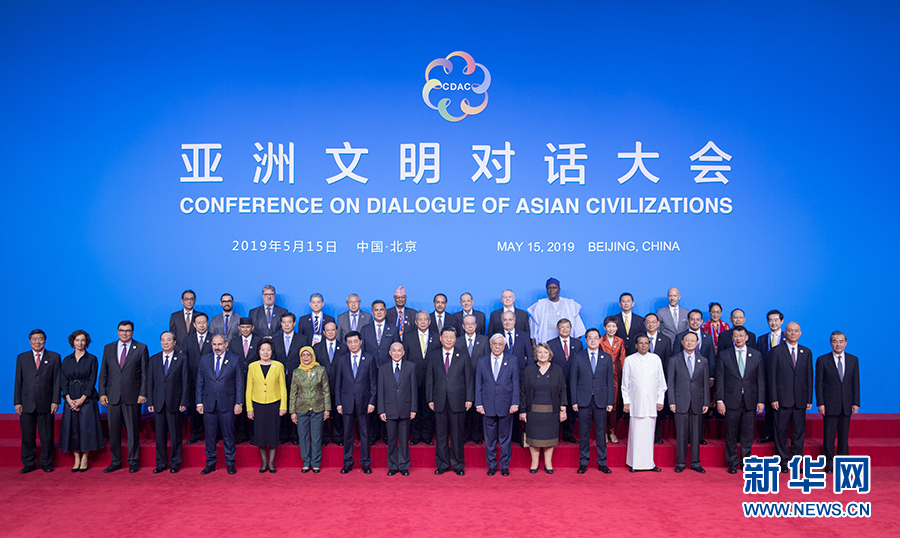 CDAC
亚洲文明对话大会
CONFERENCE ON DIALOGUE OF ASIAN CIVILIZATIONS
2019年5月15日 中国·北京 MAY 15, 2019 BEIJING, CHINA
新华网
WWW.NEWS.CN